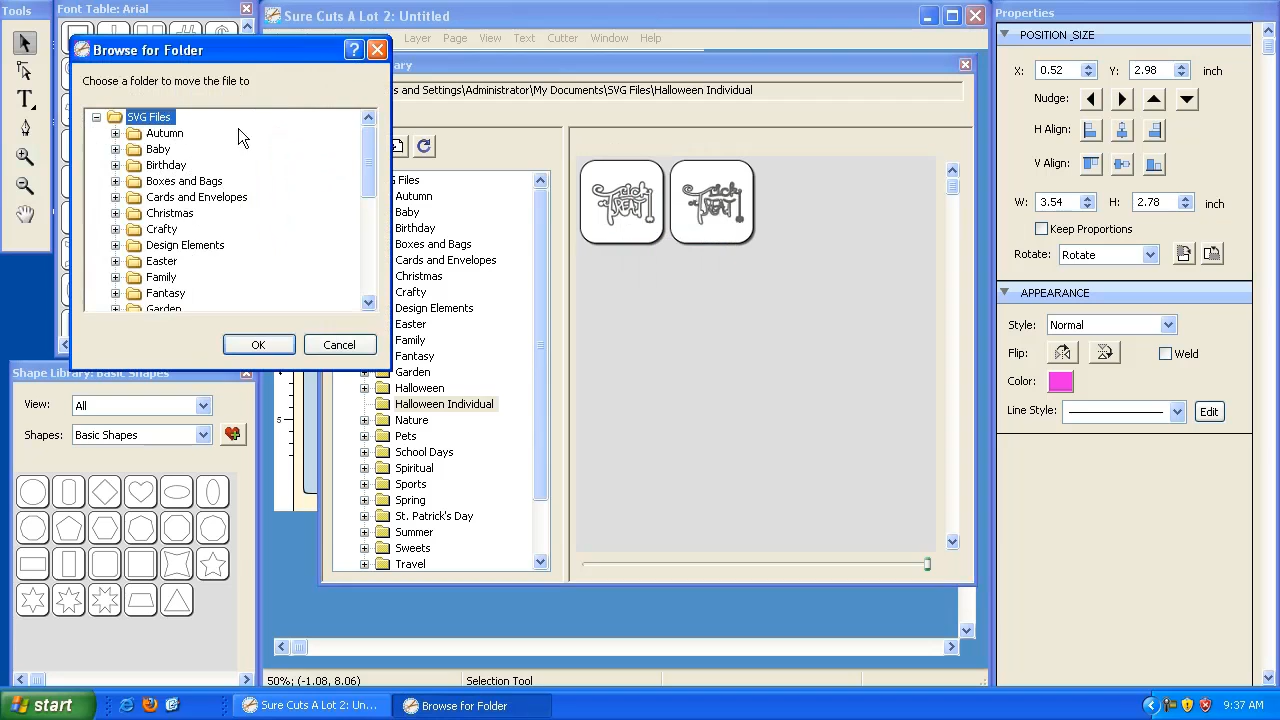 Tools
Font Table: Arial
Sure Cuts A Lot 2: Untitled
Properties
Layer Page View Text Cutter Window Help
Browse for Folder
Choose a folder to move the file to
SVG Files
Autumn
Baby
Birthday
Boxes and Bags
Cards and Envelopes
Christmas
Crafty
Design Elements
Easter
Family
Fantasy
Garden
OK
Cancel
s and Settings\Administrator\My Documents\SVG Files\Halloween Individual
Autumn
Baby
Birthday
Boxes and Bags
Cards and Envelopes
Christmas
Crafty
Design Elements
Easter
Family
Fantasy
Garden
Halloween
Halloween Individual
Nature
Pets
School Days
Spiritual
Sports
Spring
St. Patrick's Day
Summer
Sweets
Travel
Shape Library: Basic Shapes
View: All
Shapes: Basic Shapes
5
POSITION_SIZE
X: 0.52 Y: 2.98 inch
Nudge:
H Align:
V Align:
W: 3.54 H: 2.78 inch
Keep Proportions
Rotate: Rotate
APPEARANCE
Style: Normal
Flip: Weld
Color:
Line Style: Edit
50%; (-1.08, 8.06)
Selection Tool
start
Sure Cuts A Lot 2: Un...
Browse for Folder
9:37 AM